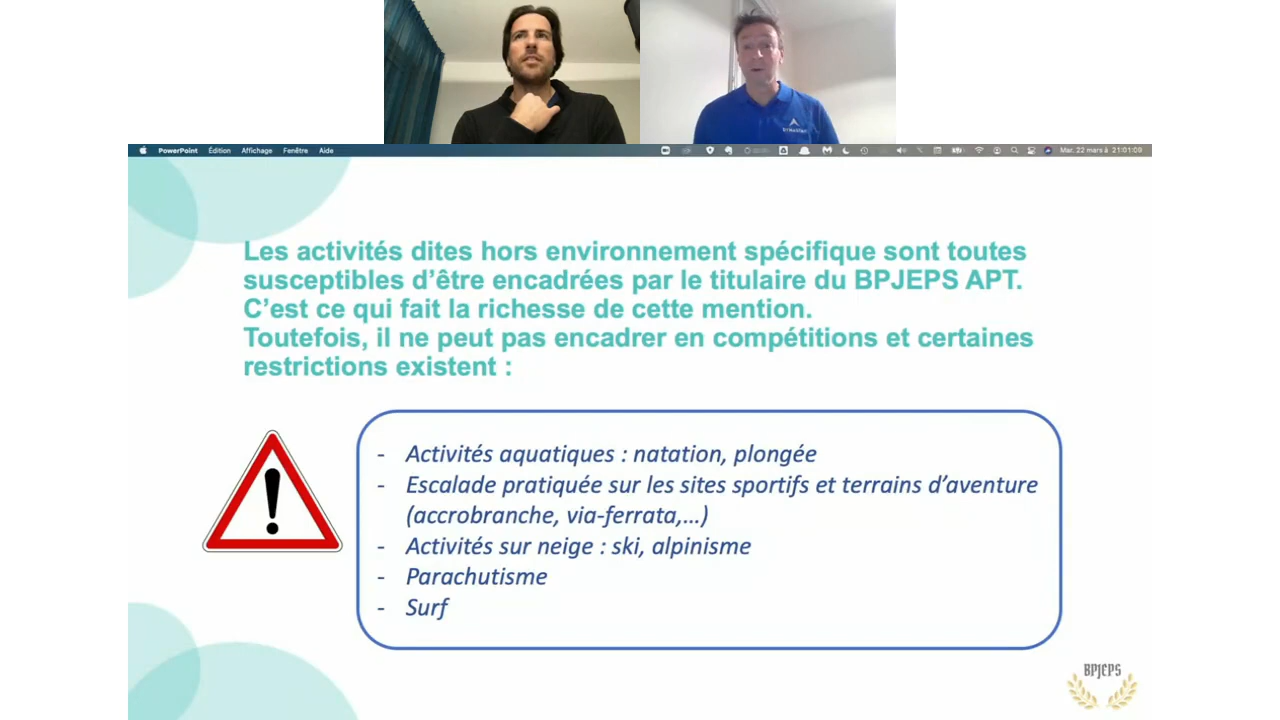 PowerPoint Édition Affichage Fenêtre Aide
Mar. 22 mars à 21:01:09
Les activités dites hors environnement spécifique sont toutes
susceptibles d’être encadrées par le titulaire du BPJEPS APT.
C’est ce qui fait la richesse de cette mention.
Toutefois, il ne peut pas encadrer en compétitions et certaines
restrictions existent :
- Activités aquatiques : natation, plongée
- Escalade pratiquée sur les sites sportifs et terrains d’aventure
(accrobranche, via-ferrata,...)
- Activités sur neige : ski, alpinisme
- Parachutisme
- Surf
BPJEPS